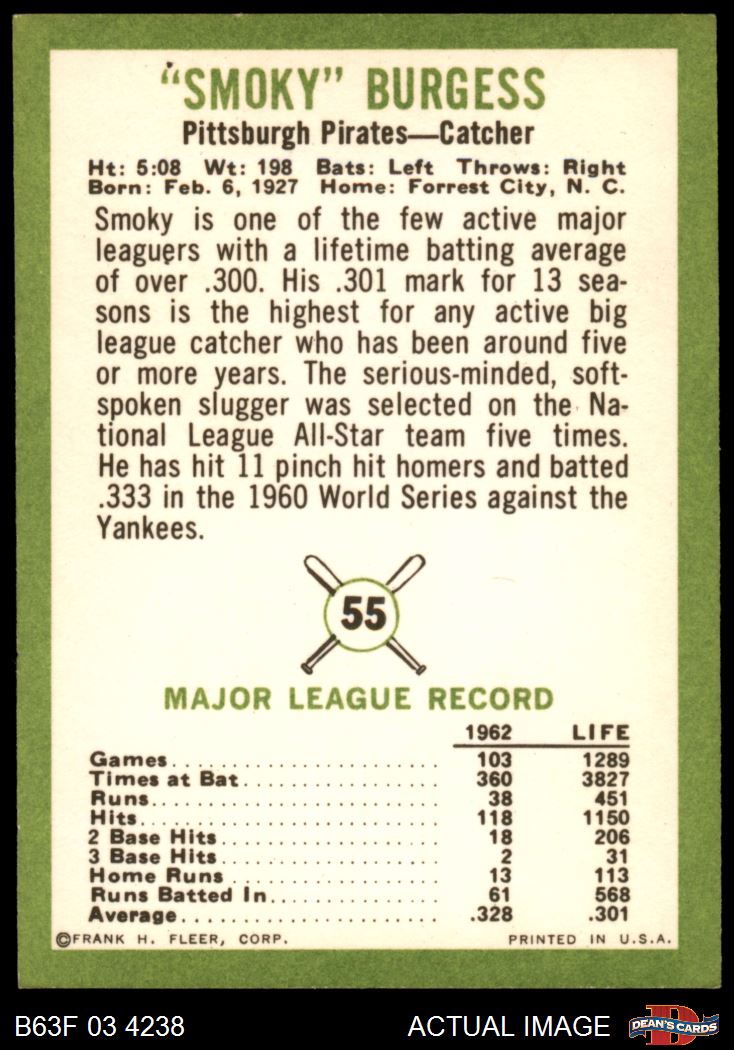 “SMOKY” BURGESS
Pittsburgh Pirates—Catcher
Ht: 5:08 Wt: 198 Bats: Left Throws: Right
Born: Feb. 6, 1927 Home: Forrest City, N. C.
Smoky is one of the few active major
leaguers with a lifetime batting average
of over .300. His .301 mark for 13 sea-
sons is the highest for any active big
league catcher who has been around five
or more years. The serious-minded, soft-
spoken slugger was selected on the Na-
tional League All-Star team five times.
He has hit 11 pinch hit homers and batted
.333 in the 1960 World Series against the
Yankees.
55
MAJOR LEAGUE RECORD
1962 LIFE
Games 103 1289
Times at Bat 360 3827
Runs 38 451
Hits 118 1150
2 Base Hits 18 206
3 Base Hits 2 31
Home Runs 13 113
Runs Batted In 61 568
Average .328 .301
©FRANK H. FLEER, CORP. PRINTED IN U.S.A.
B63F 03 4238 ACTUAL IMAGE D DEAN'S CARDS